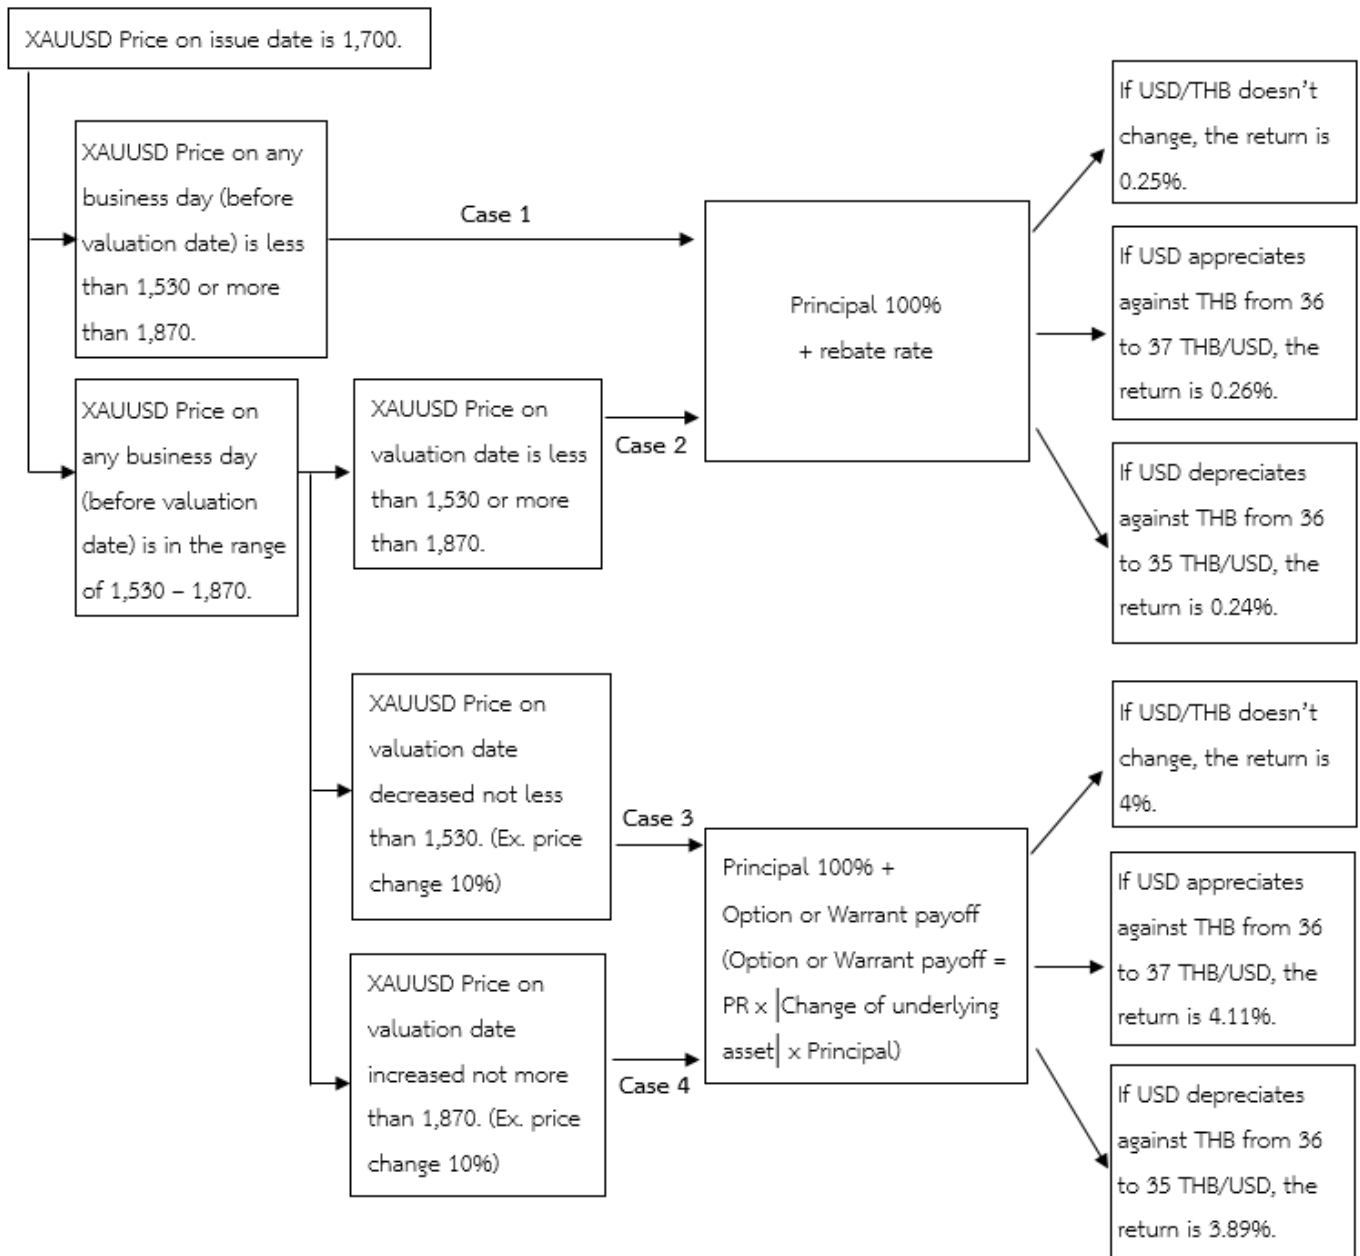 XAUUSD Price on issue date is 1,700.
XAUUSD Price on any
business day (before
valuation date) is less
than 1,530 or more
than 1,870.
Case 1
XAUUSD Price on
any business day
(before valuation
date) is in the range
of 1,530 – 1,870.
XAUUSD Price on
valuation date is less
than 1,530 or more
than 1,870.
Case 2
Principal 100%
+ rebate rate
If USD/THB doesn’t
change, the return is
0.25%.
If USD appreciates
against THB from 36
to 37 THB/USD, the
return is 0.26%.
If USD depreciates
against THB from 36
to 35 THB/USD, the
return is 0.24%.
XAUUSD Price on
valuation date
decreased not less
than 1,530. (Ex. price
change 10%)
Case 3
XAUUSD Price on
valuation date
increased not more
than 1,870. (Ex. price
change 10%)
Case 4
Principal 100% +
Option or Warrant payoff
(Option or Warrant payoff =
PR x |Change of underlying
asset| x Principal)
If USD/THB doesn’t
change, the return is
4%.
If USD appreciates
against THB from 36
to 37 THB/USD, the
return is 4.11%.
If USD depreciates
against THB from 36
to 35 THB/USD, the
return is 3.89%.